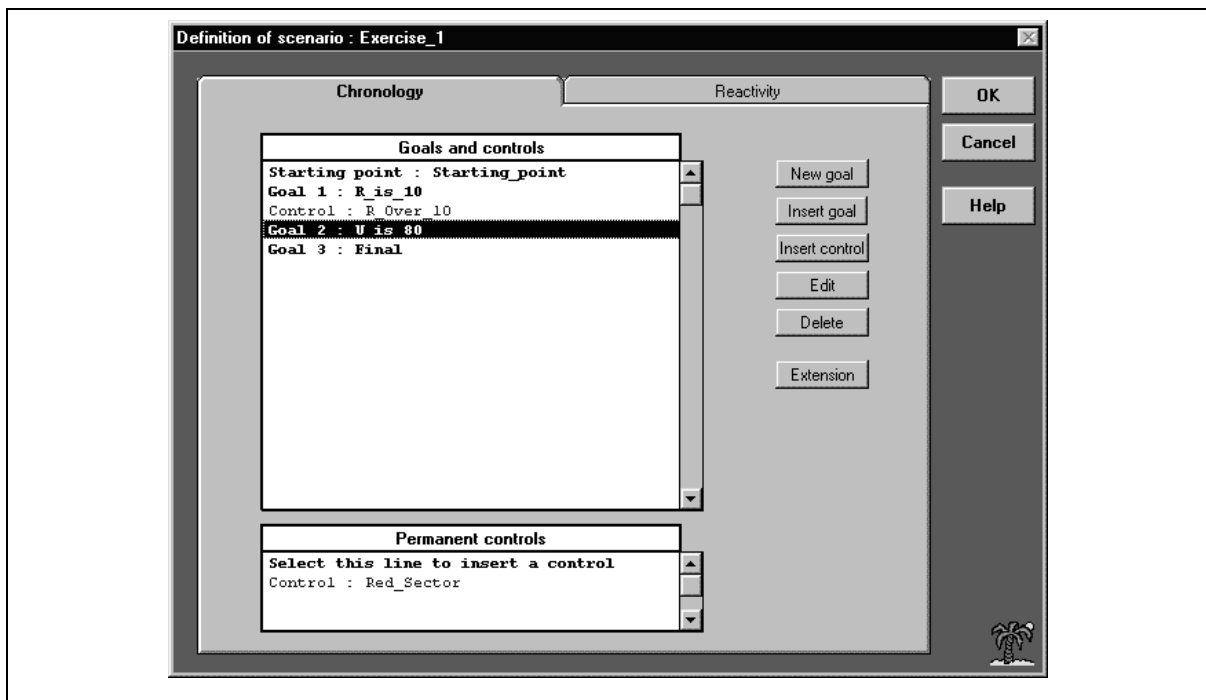 Definition of scenario : Exercise_1
Chronology
Reactivity
OK
Cancel
Help
Goals and controls
Starting point : Starting_point
Goal 1 : R_is_10
Control : R_Over_10
Goal 2 : U is 80
Goal 3 : Final
New goal
Insert goal
Insert control
Edit
Delete
Extension
Permanent controls
Select this line to insert a control
Control : Red_Sector